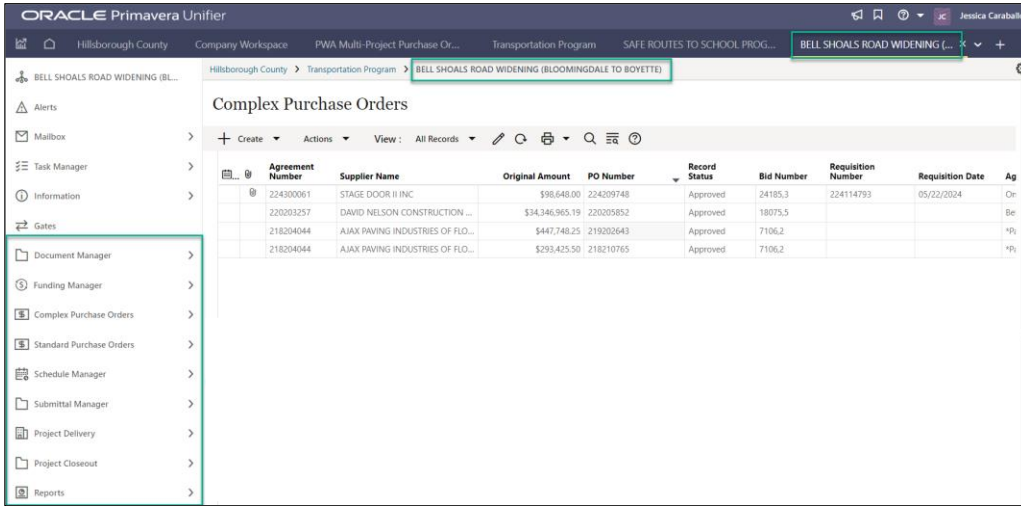 ORACLE Primavera Unifier
JC Jessica Caraball
Hillsborough County Company Workspace PWA Multi-Project Purchase Or... Transportation Program SAFE ROUTES TO SCHOOL PROG... BELL SHOALS ROAD WIDENING (...
BELL SHOALS ROAD WIDENING (BL...
Hillsborough County > Transportation Program > BELL SHOALS ROAD WIDENING (BLOOMINGDALE TO BOYETTE)
Alerts
Mailbox
Task Manager
Information
Gates
Document Manager
Funding Manager
Complex Purchase Orders
Standard Purchase Orders
Schedule Manager
Submittal Manager
Project Delivery
Project Closeout
Reports
Complex Purchase Orders
Create Actions View : All Records
Agreement Number Supplier Name Original Amount PO Number Record Status Bid Number Requisition Number Requisition Date Ag
224300061 STAGE DOOR II INC $98,648.00 224209748 Approved 24185,3 224114793 05/22/2024 On
220203257 DAVID NELSON CONSTRUCTION ... $34,346,965.19 220205852 Approved 18075,5 Be
218204044 AJAX PAVING INDUSTRIES OF FLO... $447,748.25 219202643 Approved 7106,2 *Pa
218204044 AJAX PAVING INDUSTRIES OF FLO... $293,425.50 218210765 Approved 7106,2 *Pa